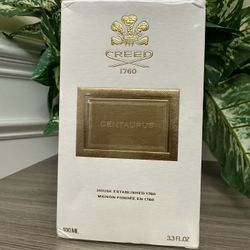 CREED
1760
CENTAURUS
HOUSE ESTABLISHED 1760
MAISON FONDÉE EN 1760
100 ML
3.3 FL.OZ